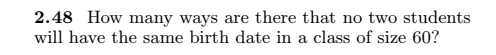 2.48 How many ways are there that no two students
will have the same birth date in a class of size 60?